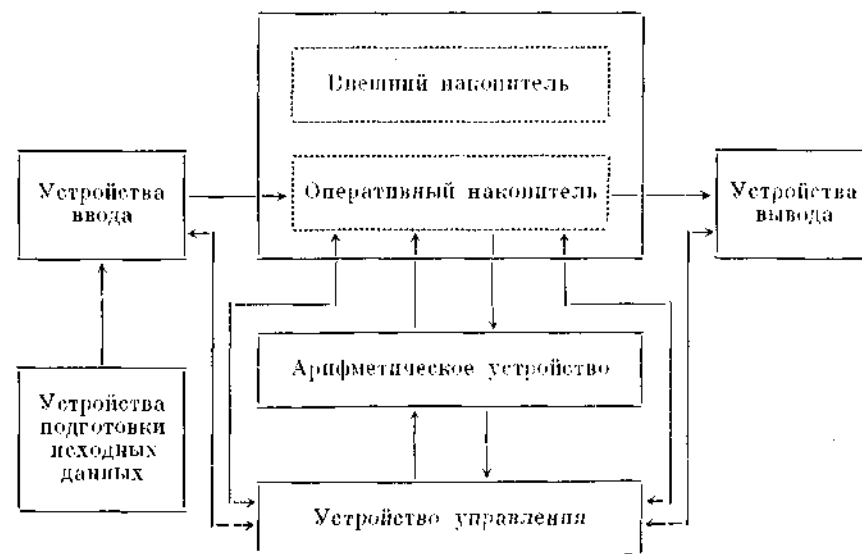 Внешний накопитель
Устройства
ввода
Оперативный накопитель
Устройства
вывода
Арифметическое устройство
Устройства
подготовки
исходных
данных
Устройство управления